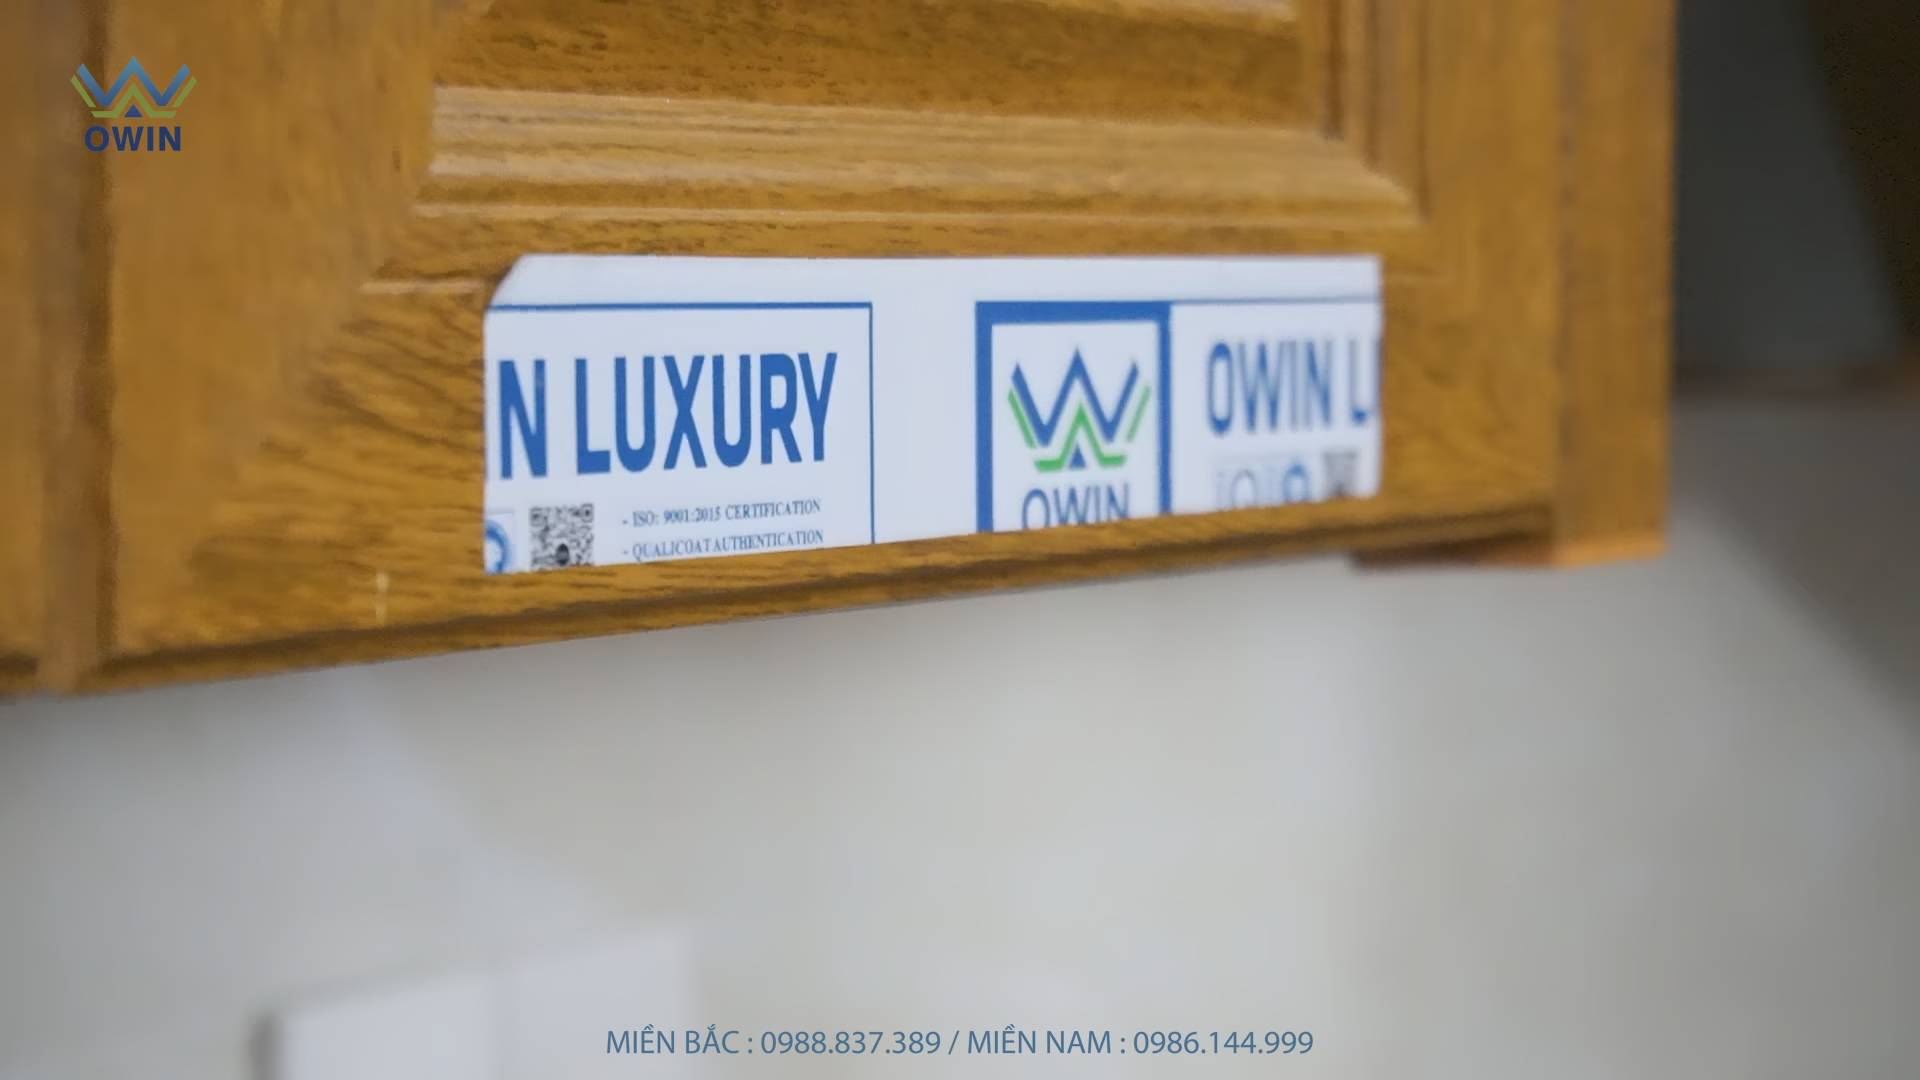 OWIN
N LUXURY
- ISO: 9001:2015 CERTIFICATION
- QUALICOAT AUTHENTICATION
OWIN
OWIN L
MIỀN BẮC : 0988.837.389 / MIỀN NAM : 0986.144.999